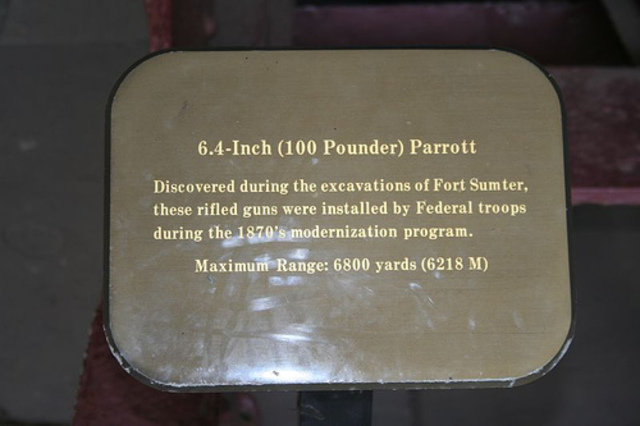 6.4-Inch (100 Pounder) Parrott
Discovered during the excavations of Fort Sumter,
these rifled guns were installed by Federal troops
during the 1870's modernization program.
Maximum Range: 6800 yards (6218 M)